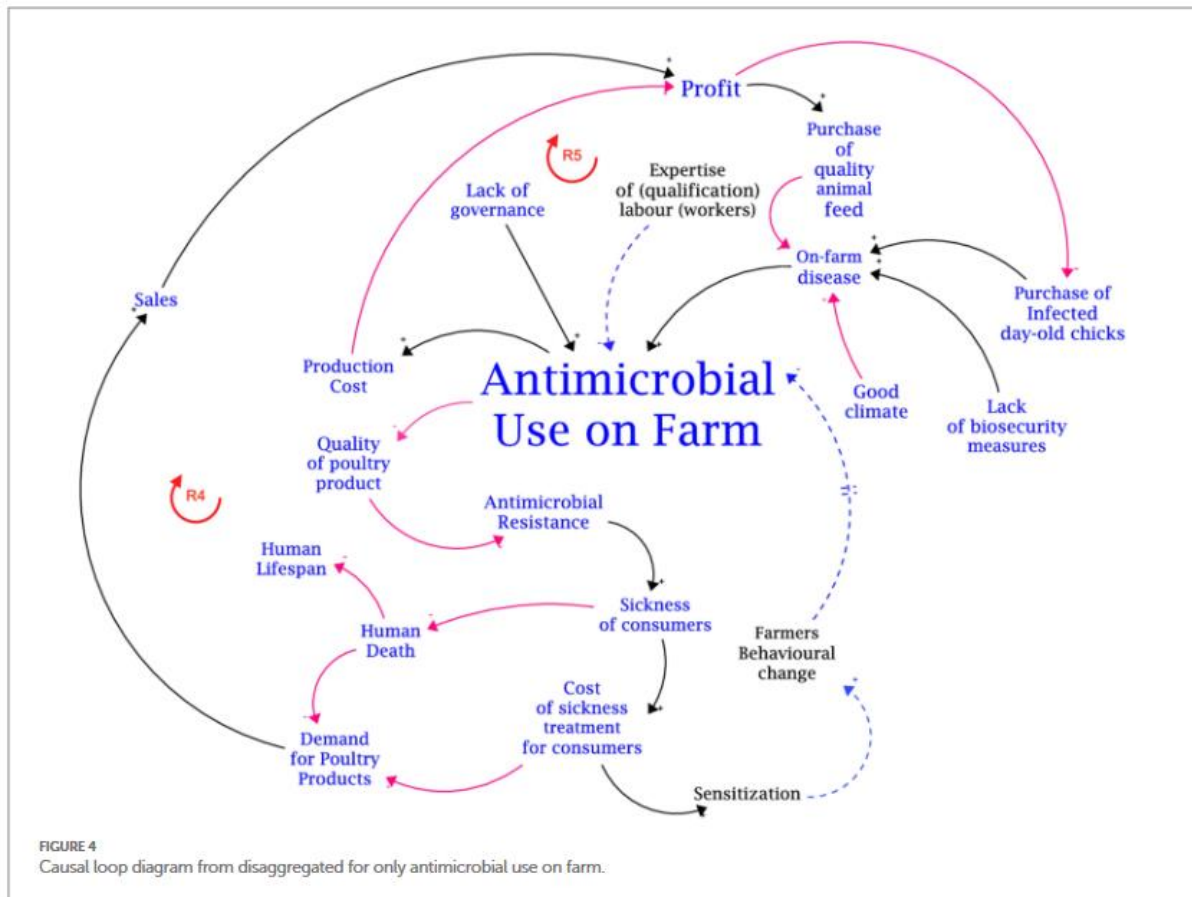 Profit
Purchase
of
quality
animal
feed
R5
Expertise
of (qualification)
labour (workers)
Lack of
governance
On-farm
disease
Sales
Purchase of
Infected
day-old chicks
Production
Cost
Antimicrobial
Use on Farm
Good
climate
Lack
of biosecurity
measures
Quality
of poultry
product
R4
Antimicrobial
Resistance
Human
Lifespan
Sickness
of consumers
Human
Death
Farmers
Behavioural
change
Cost
of sickness
treatment
for consumers
Demand
for Poultry
Products
Sensitization
FIGURE 4
Causal loop diagram from disaggregated for only antimicrobial use on farm.